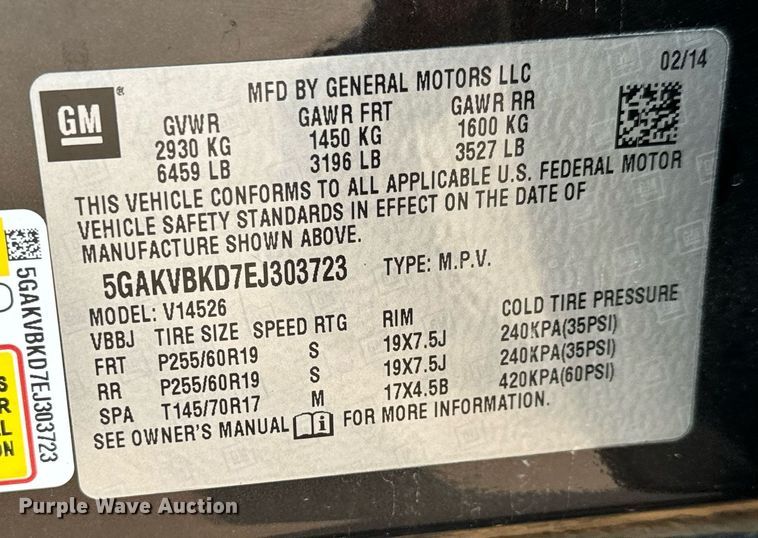 02/14
MFD BY GENERAL MOTORS LLC
GM®
GVWR GAWR FRT GAWR RR
2930 KG 1450 KG 1600 KG
6459 LB 3196 LB 3527 LB
THIS VEHICLE CONFORMS TO ALL APPLICABLE U.S. FEDERAL MOTOR
VEHICLE SAFETY STANDARDS IN EFFECT ON THE DATE OF
MANUFACTURE SHOWN ABOVE.
5GAKVBKD7EJ303723 TYPE: M.P.V.
MODEL: V14526
VBBJ TIRE SIZE SPEED RTG RIM COLD TIRE PRESSURE
FRT P255/60R19 S 19X7.5J 240KPA(35PSI)
RR P255/60R19 S 19X7.5J 240KPA(35PSI)
SPA T145/70R17 M 17X4.5B 420KPA(60PSI)
SEE OWNER'S MANUAL FOR MORE INFORMATION.
5GAKVBKD7EJ303723
S
R
L
ON
Purple Wave Auction